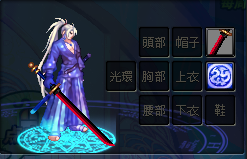 頭部 帽子
光環 胸部 上衣
腰部 下衣 鞋